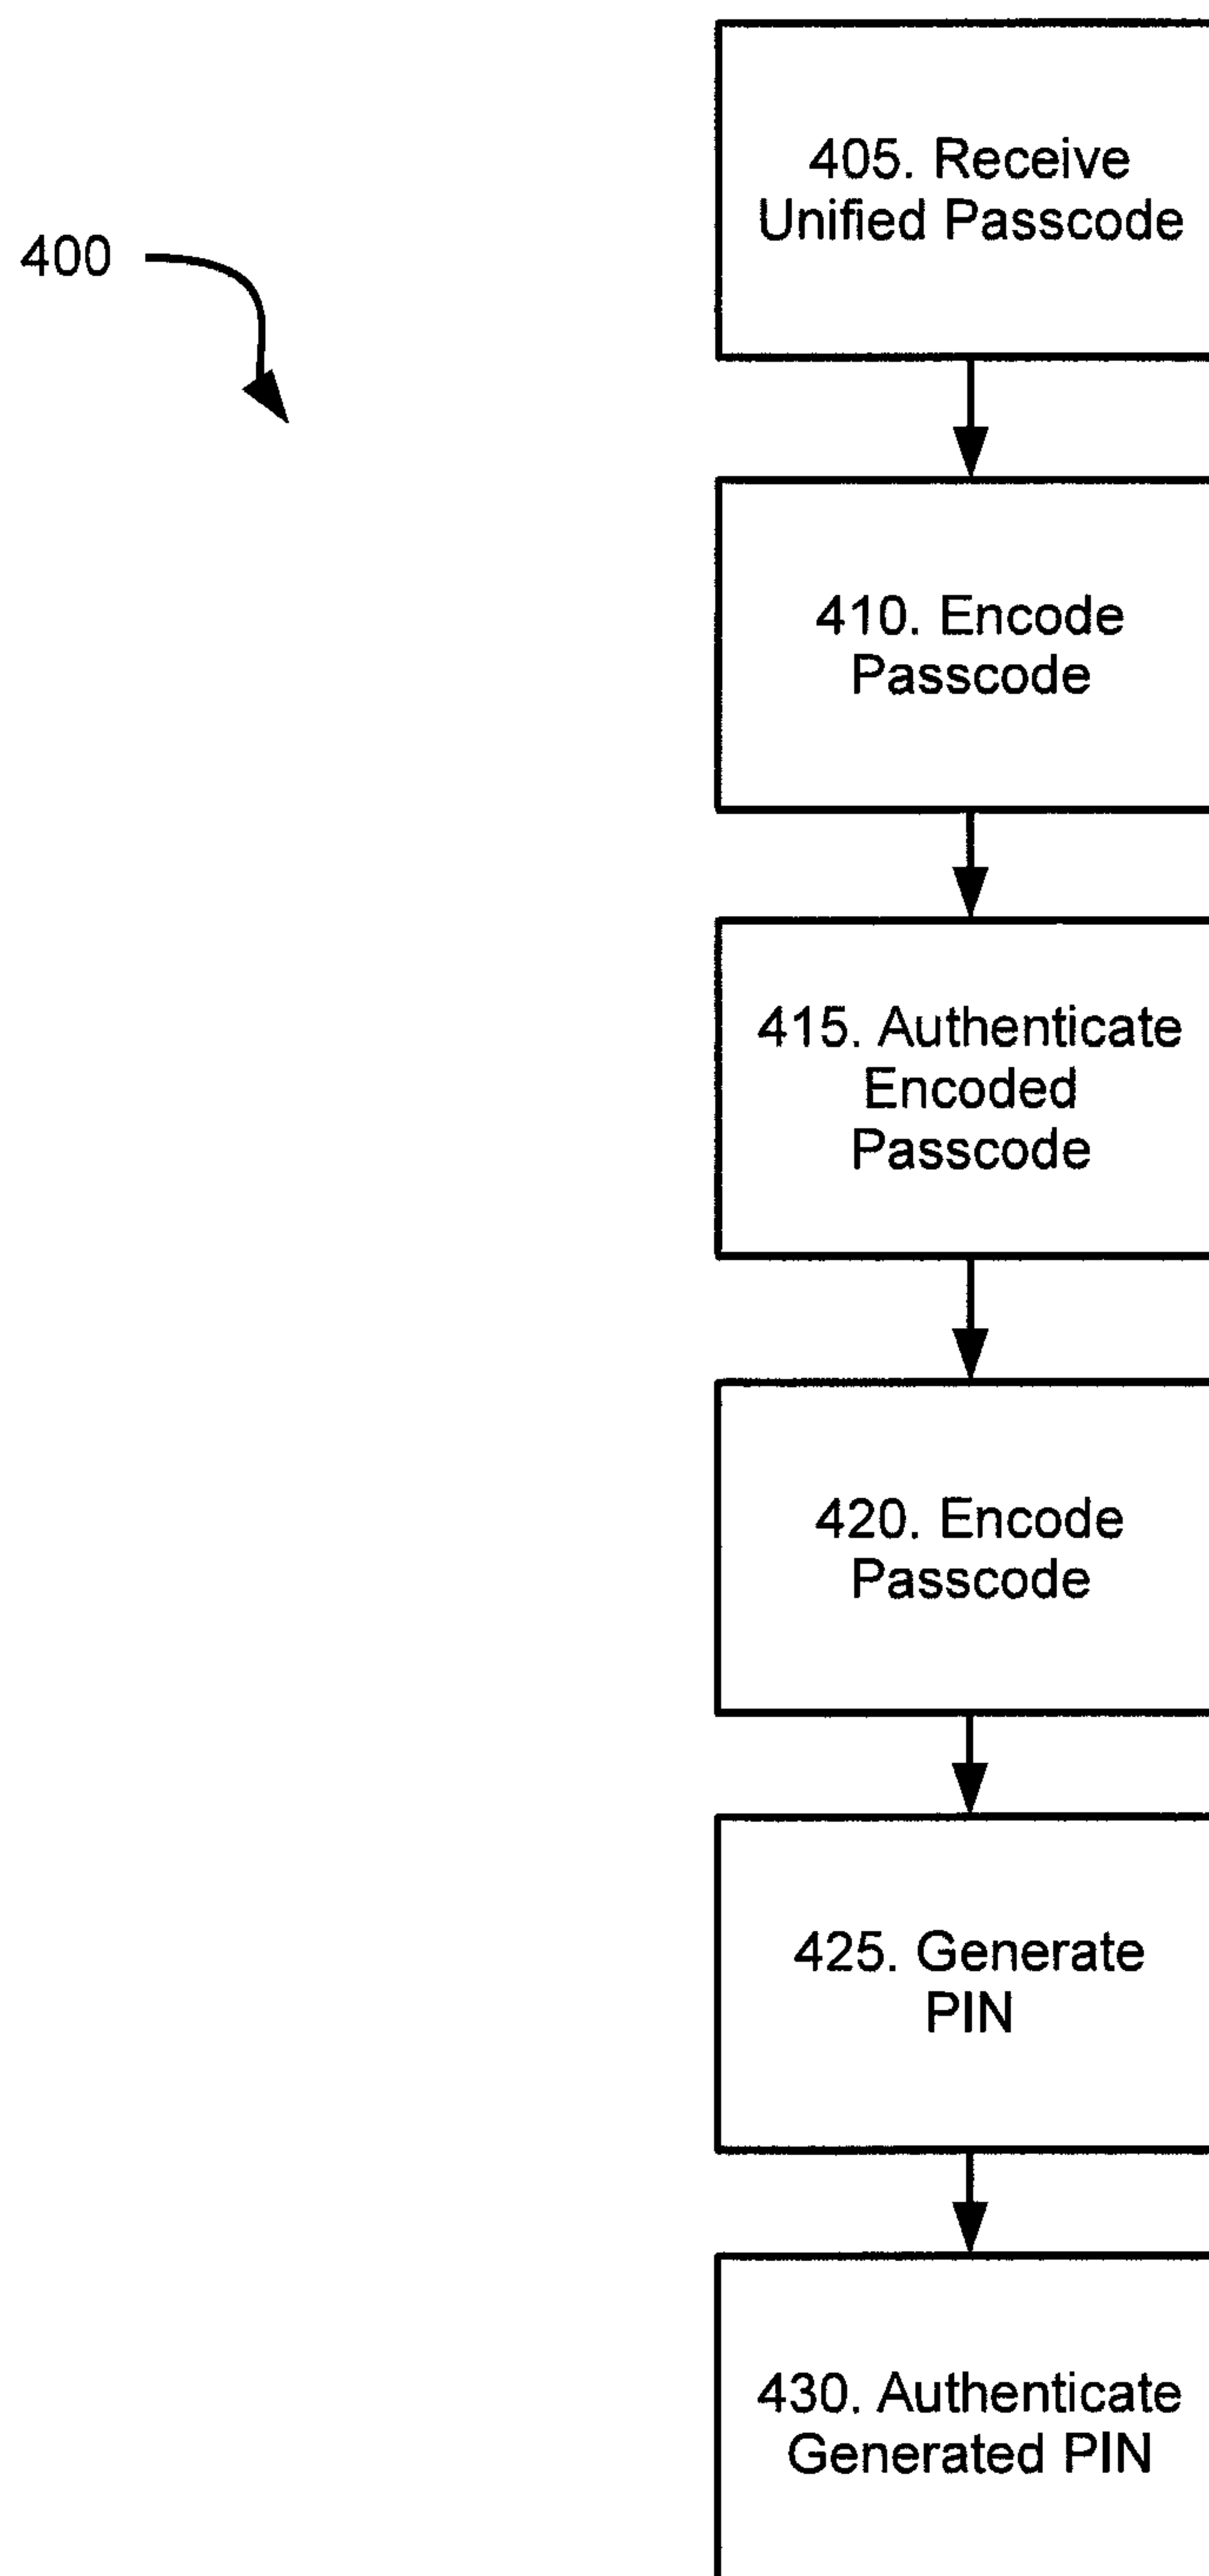 405. Receive
Unified Passcode
400
410. Encode
Passcode
415. Authenticate
Encoded
Passcode
420. Encode
Passcode
425. Generate
PIN
430. Authenticate
Generated PIN